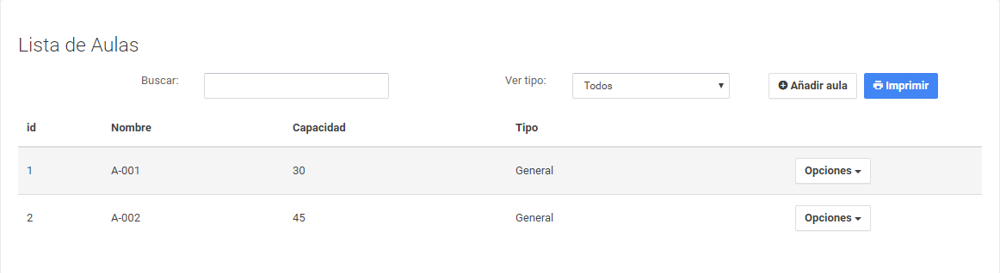 Lista de Aulas
Buscar: Ver tipo: Todos Añadir aula Imprimir
id Nombre Capacidad Tipo
1 A-001 30 General Opciones
2 A-002 45 General Opciones